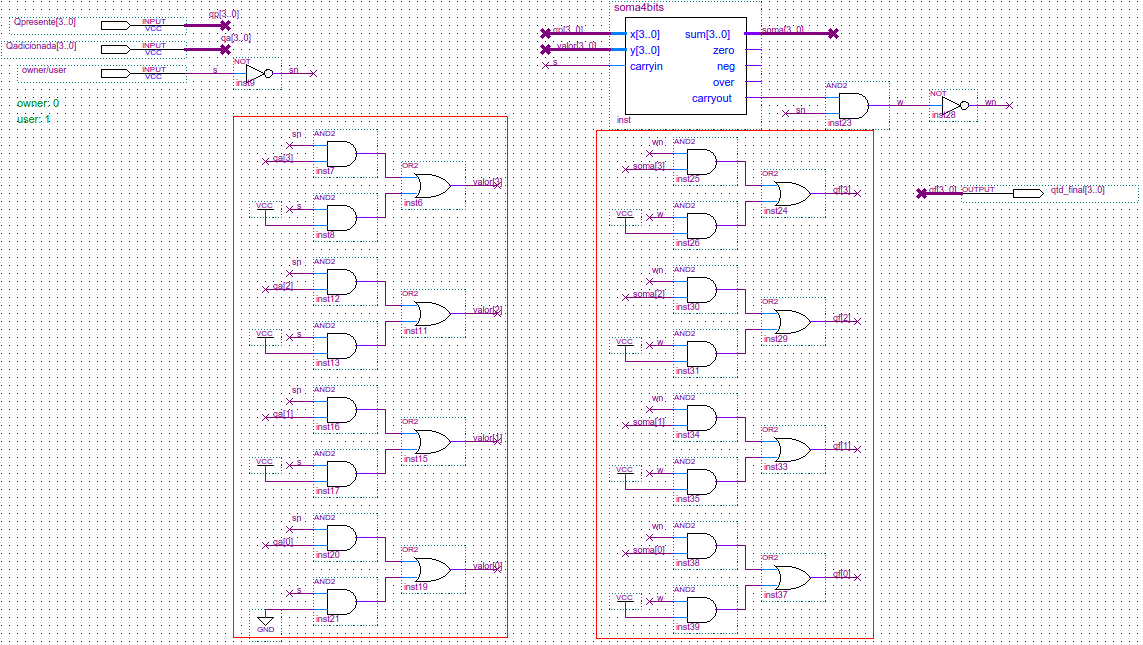 Qpresente[3..0] INPUT VCC qp[3..0]
Qadicionada[3..0] INPUT VCC qa[3..0]
owner/user INPUT VCC s NOT inst9 sn
owner: 0
user: 1
soma4bits
qp[3..0] x[3..0] sum[3..0] soma[3..0]
valor[3..0] y[3..0] zero
s carryin neg
over
carryout
inst
sn AND2 inst23 w NOT inst28 wn
sn AND2
qa[3] inst7
OR2 valor[3] inst6
VCC s AND2 inst8
sn AND2
qa[2] inst12
OR2 valor[2] inst11
VCC s AND2 inst13
sn AND2
qa[1] inst16
OR2 valor[1] inst15
VCC s AND2 inst17
sn AND2
qa[0] inst20
OR2 valor[0] inst19
s AND2 inst21
GND
wn AND2
soma[3] inst25
OR2 qf[3] inst24
VCC w AND2 inst26
wn AND2
soma[2] inst30
OR2 qf[2] inst29
VCC w AND2 inst31
wn AND2
soma[1] inst34
OR2 qf[1] inst33
VCC w AND2 inst35
wn AND2
soma[0] inst38
OR2 qf[0] inst37
VCC w AND2 inst39
qf[3..0] OUTPUT qtd_final[3..0]